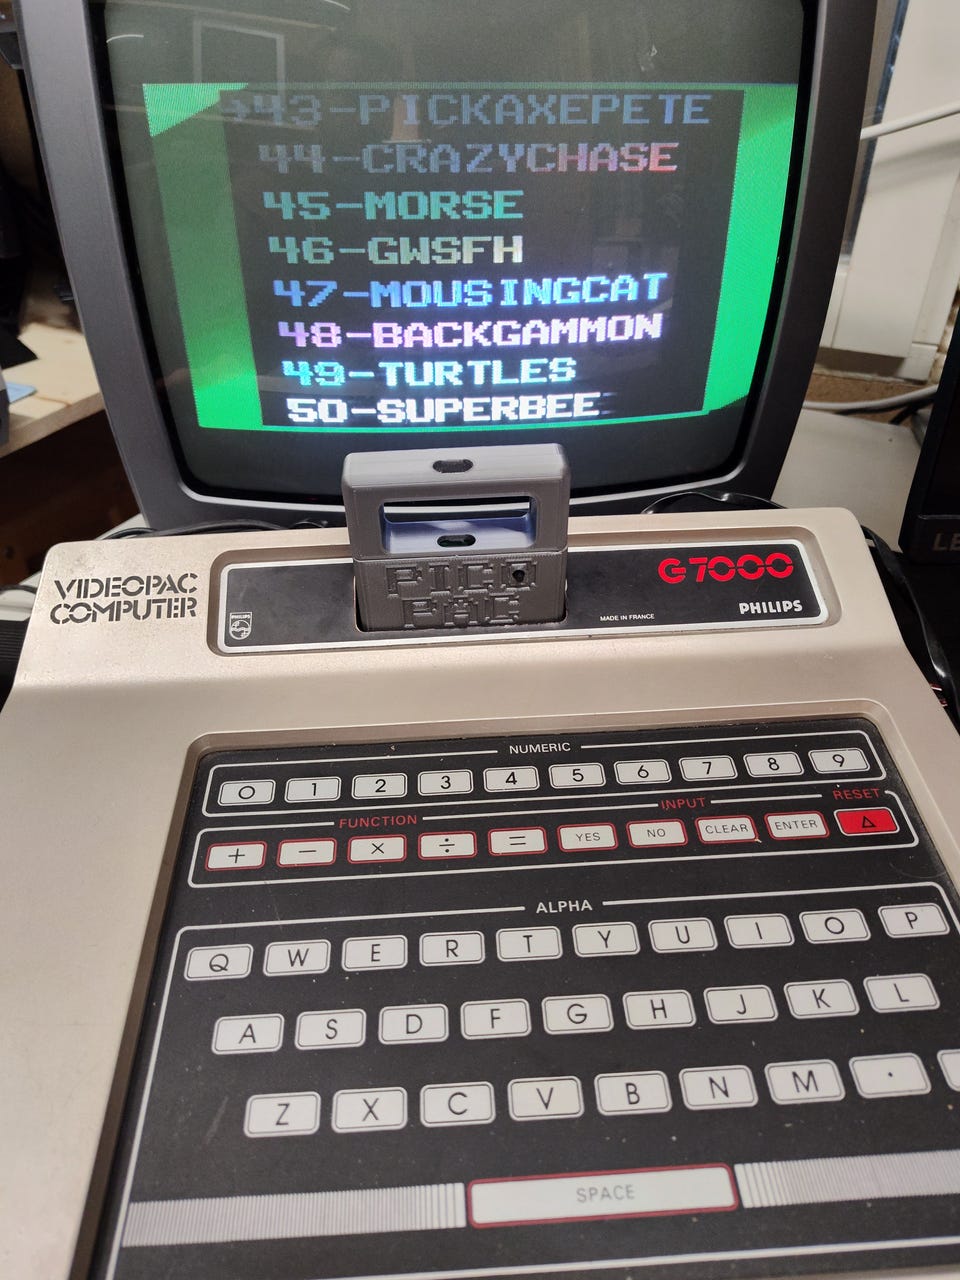 →43-PICKAXEPETE
44-CRAZYCHASE
45-MORSE
46-GWSFH
47-MOUSINGCAT
48-BACKGAMMON
49-TURTLES
50-SUPERBEE
PICO
PAC
VIDEOPAC
COMPUTER
PHILIPS
G7000
MADE IN FRANCE
PHILIPS
LE
NUMERIC
0 1 2 3 4 5 6 7 8 9
FUNCTION INPUT RESET
+ − × ÷ = YES NO CLEAR ENTER △
ALPHA
Q W E R T Y U I O P
A S D F G H J K L
Z X C V B N M .
SPACE